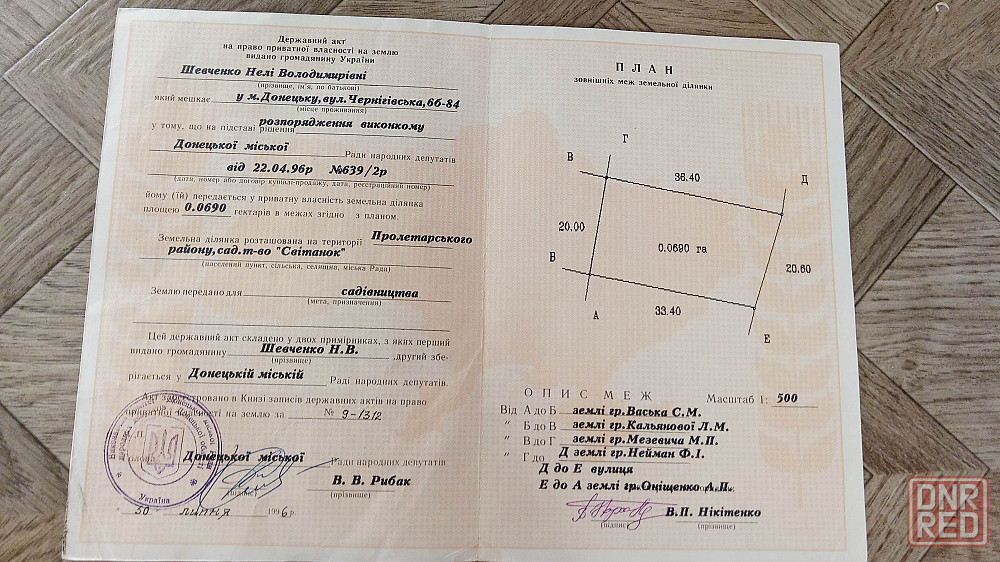 Державний акт
на право приватної власності на землю
видано громадянину України
Шевченко Нелі Володимирівні
(прізвище, ім'я, по батькові)
який мешкає у м.Донецьку,вул.Чернігівська,6б-84
(місце проживання)
у тому, що на підставі рішення розпорядження виконкому
Донецької міської Ради народних депутатів
від 22.04.96р №639/2р
(дата, номер або договір купівлі-продажу, дата, реєстраційний номер)
йому (їй) передається у приватну власність земельна ділянка
площею 0.0690 гектарів в межах згідно з планом.
Земельна ділянка розташована на території Пролетарського
району,сад.т-во "Світанок"
(населений пункт, сільська, селищна, міська Рада)
Землю передано для садівництва
(мета, призначення)
Цей державний акт складено у двох примірниках, з яких перший
видано громадянину Шевченко Н.В. ,другий збе-
(прізвище)
рігається у Донецькій міській Раді народних депутатів.
Акт зареєстровано в Книзі записів державних актів на право
приватної власності на землю за № 9-1312
М.П.
Голова Донецької міської Ради народних депутатів
В. В. Рибак
(підпис) (прізвище)
Україна
30 липня 1996р.
ПЛАН
зовнішніх меж земельної ділянки
Г
В
36.40
Д
20.00
0.0690 га
20.60
Б
33.40
А
Е
ОПИС МЕЖ Масштаб 1: 500
Від А до Б землі гр.Васька С.М.
" Б до В землі гр.Кальянової Л.М.
" В до Г землі гр.Мезевича М.П.
" Г до Д землі гр.Нейман Ф.І.
Д до Е вулиця
Е до А землі гр.Оніщенко А.П.
В.П. Нікітенко
(підпис) (прізвище)
DNR
RED